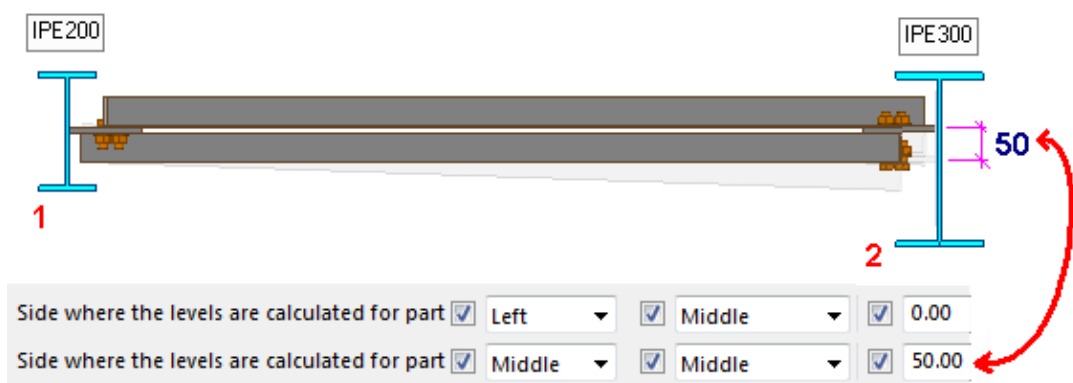 IPE200
IPE300
50
1
2
Side where the levels are calculated for part Left Middle 0.00
Side where the levels are calculated for part Middle Middle 50.00